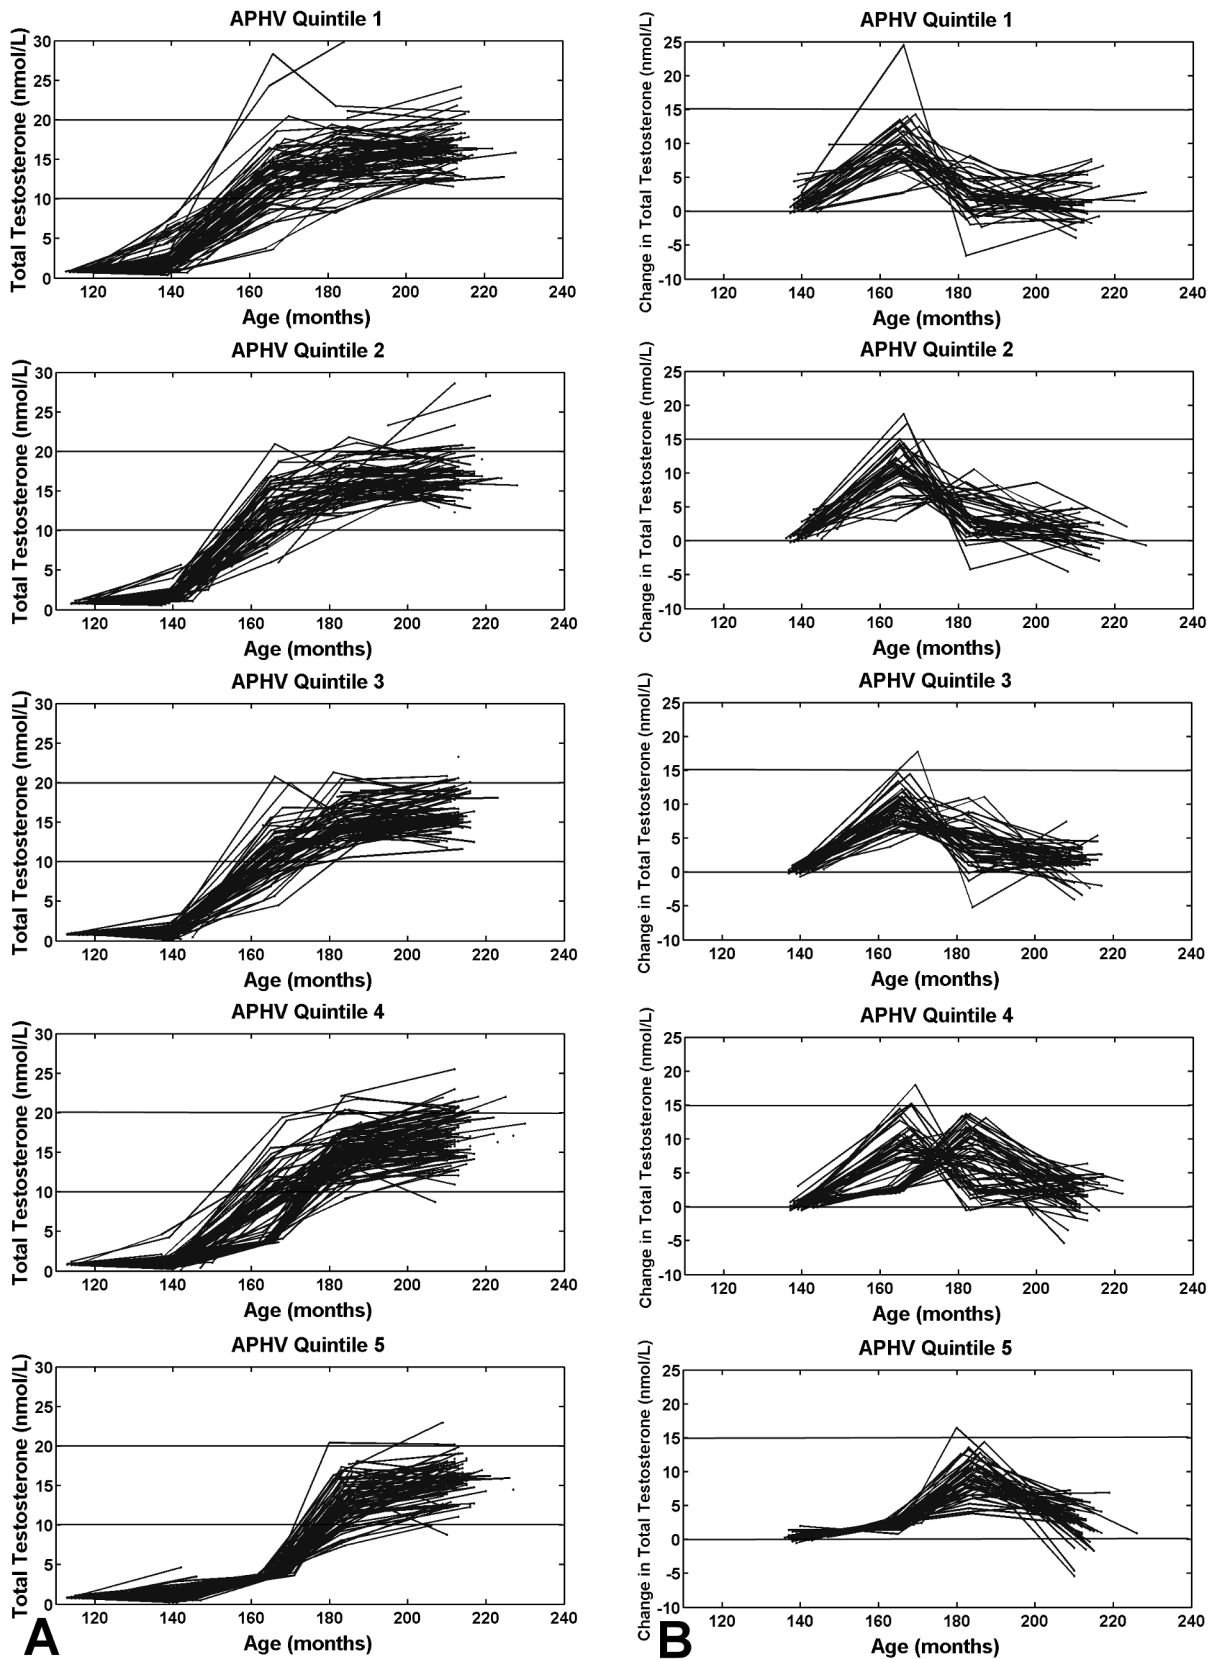 APHV Quintile 1
Total Testosterone (nmol/L)
30
25
20
15
10
5
0
120 140 160 180 200 220 240
Age (months)
APHV Quintile 1
Change in Total Testosterone (nmol/L)
25
20
15
10
5
0
-5
-10
120 140 160 180 200 220 240
Age (months)
APHV Quintile 2
Total Testosterone (nmol/L)
30
25
20
15
10
5
0
120 140 160 180 200 220 240
Age (months)
APHV Quintile 2
Change in Total Testosterone (nmol/L)
25
20
15
10
5
0
-5
-10
120 140 160 180 200 220 240
Age (months)
APHV Quintile 3
Total Testosterone (nmol/L)
30
25
20
15
10
5
0
120 140 160 180 200 220 240
Age (months)
APHV Quintile 3
Change in Total Testosterone (nmol/L)
25
20
15
10
5
0
-5
-10
120 140 160 180 200 220 240
Age (months)
APHV Quintile 4
Total Testosterone (nmol/L)
30
25
20
15
10
5
0
120 140 160 180 200 220 240
Age (months)
APHV Quintile 4
Change in Total Testosterone (nmol/L)
25
20
15
10
5
0
-5
-10
120 140 160 180 200 220 240
Age (months)
APHV Quintile 5
Total Testosterone (nmol/L)
30
25
20
15
10
5
0
120 140 160 180 200 220 240
Age (months)
A
APHV Quintile 5
Change in Total Testosterone (nmol/L)
25
20
15
10
5
0
-5
-10
120 140 160 180 200 220 240
Age (months)
B